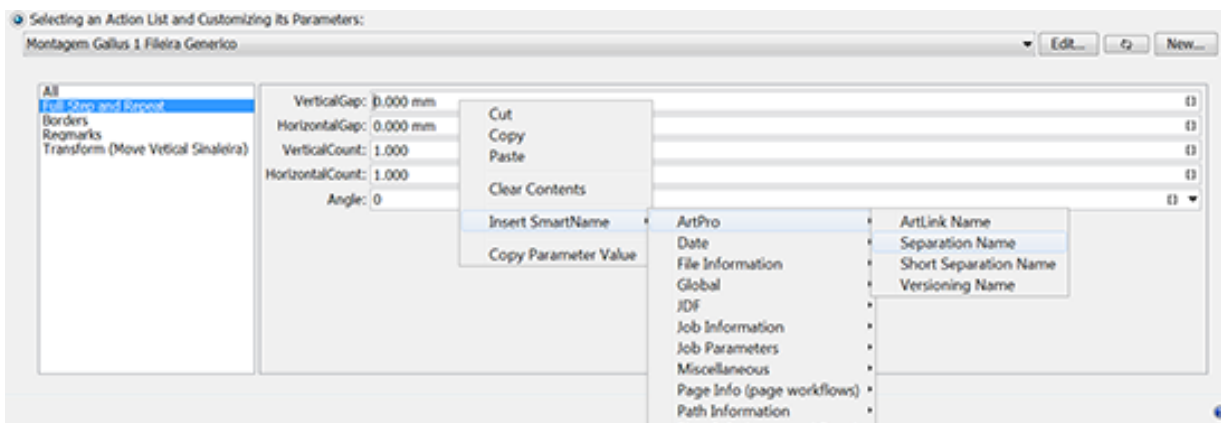 Selecting an Action List and Customizing its Parameters:
Montagem Gallus 1 Fileira Generico
Edit...
New...
All
Full Step and Repeat
Borders
Regmarks
Transform (Move Vetical Sinaleira)
VerticalGap: 0.000 mm
HorizontalGap: 0.000 mm
VerticalCount: 1.000
HorizontalCount: 1.000
Angle: 0
Cut
Copy
Paste
Clear Contents
Insert SmartName
Copy Parameter Value
ArtPro
Date
File Information
Global
JDF
Job Information
Job Parameters
Miscellaneous
Page Info (page workflows)
Path Information
ArtLink Name
Separation Name
Short Separation Name
Versioning Name